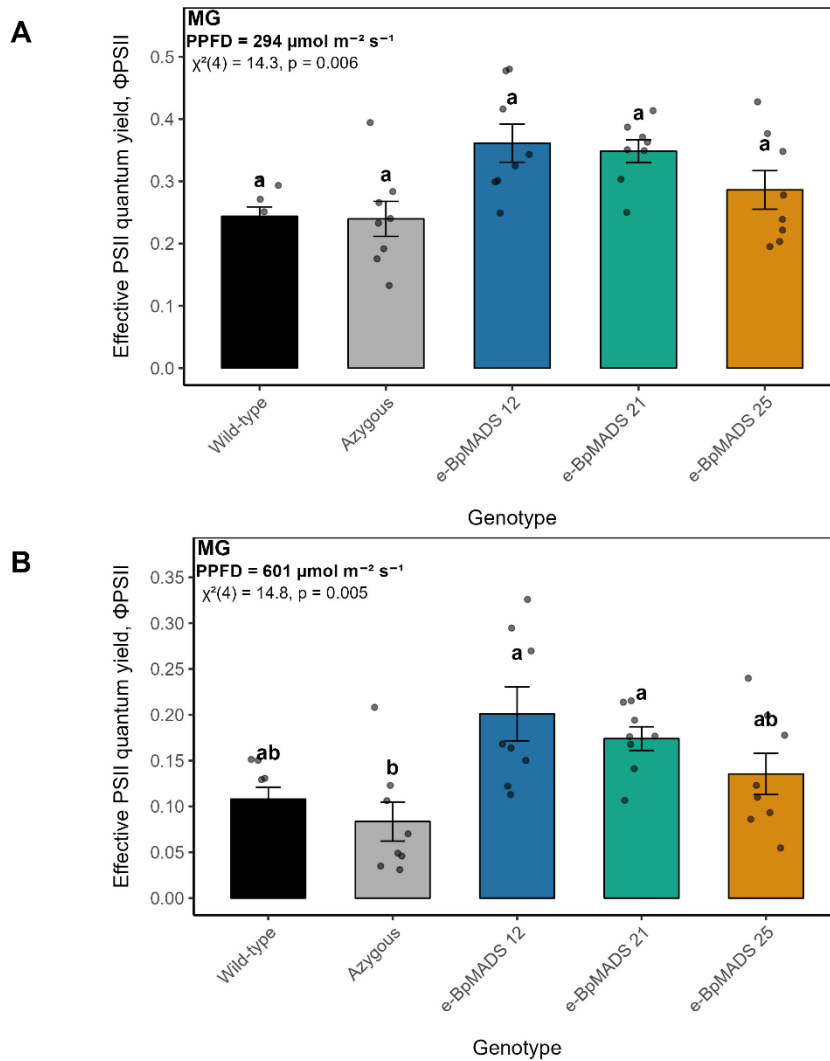 A
MG
PPFD = 294 µmol m⁻² s⁻¹
χ²(4) = 14.3, p = 0.006
Effective PSII quantum yield, ΦPSII
0.5
0.4
0.3
0.2
0.1
0.0
a
a
a
a
a
Wild-type
Azygous
e-BpMADS 12
e-BpMADS 21
e-BpMADS 25
Genotype
B
MG
PPFD = 601 µmol m⁻² s⁻¹
χ²(4) = 14.8, p = 0.005
Effective PSII quantum yield, ΦPSII
0.35
0.30
0.25
0.20
0.15
0.10
0.05
0.00
ab
b
a
a
ab
Wild-type
Azygous
e-BpMADS 12
e-BpMADS 21
e-BpMADS 25
Genotype